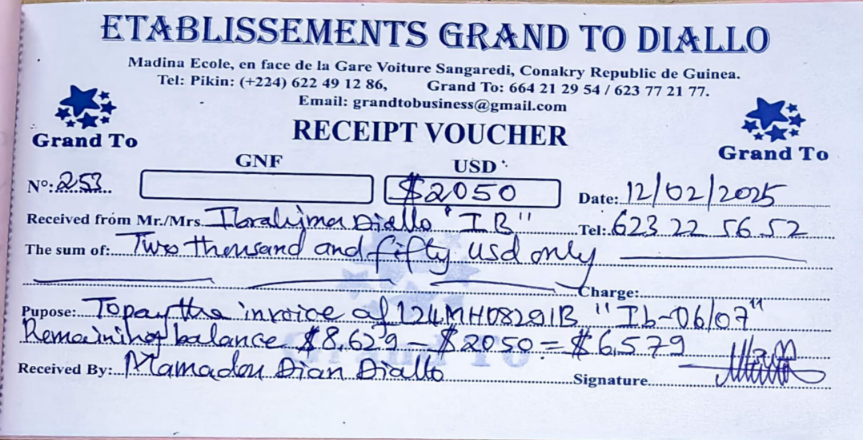 ETABLISSEMENTS GRAND TO DIALLO
Madina Ecole, en face de la Gare Voiture Sangaredi, Conakry Republic de Guinea.
Tel: Pikin: (+224) 622 49 12 86, Grand To: 664 21 29 54 / 623 77 21 77.
Email: grandtobusiness@gmail.com
Grand To
RECEIPT VOUCHER
Grand To
GNF USD
N°: 253 $2050 Date: 12/02/2025
Received from Mr./Mrs. Ibrahima Diallo "IB" Tel: 623 22 56 52
The sum of: Two thousand and fifty usd only
Charge:
Pupose: To pay the invoice of 124MH08291B "Ib-06/07"
Remaining balance $8,629 - $2050 = $6,579
Received By: Mamadou Dian Diallo Signature